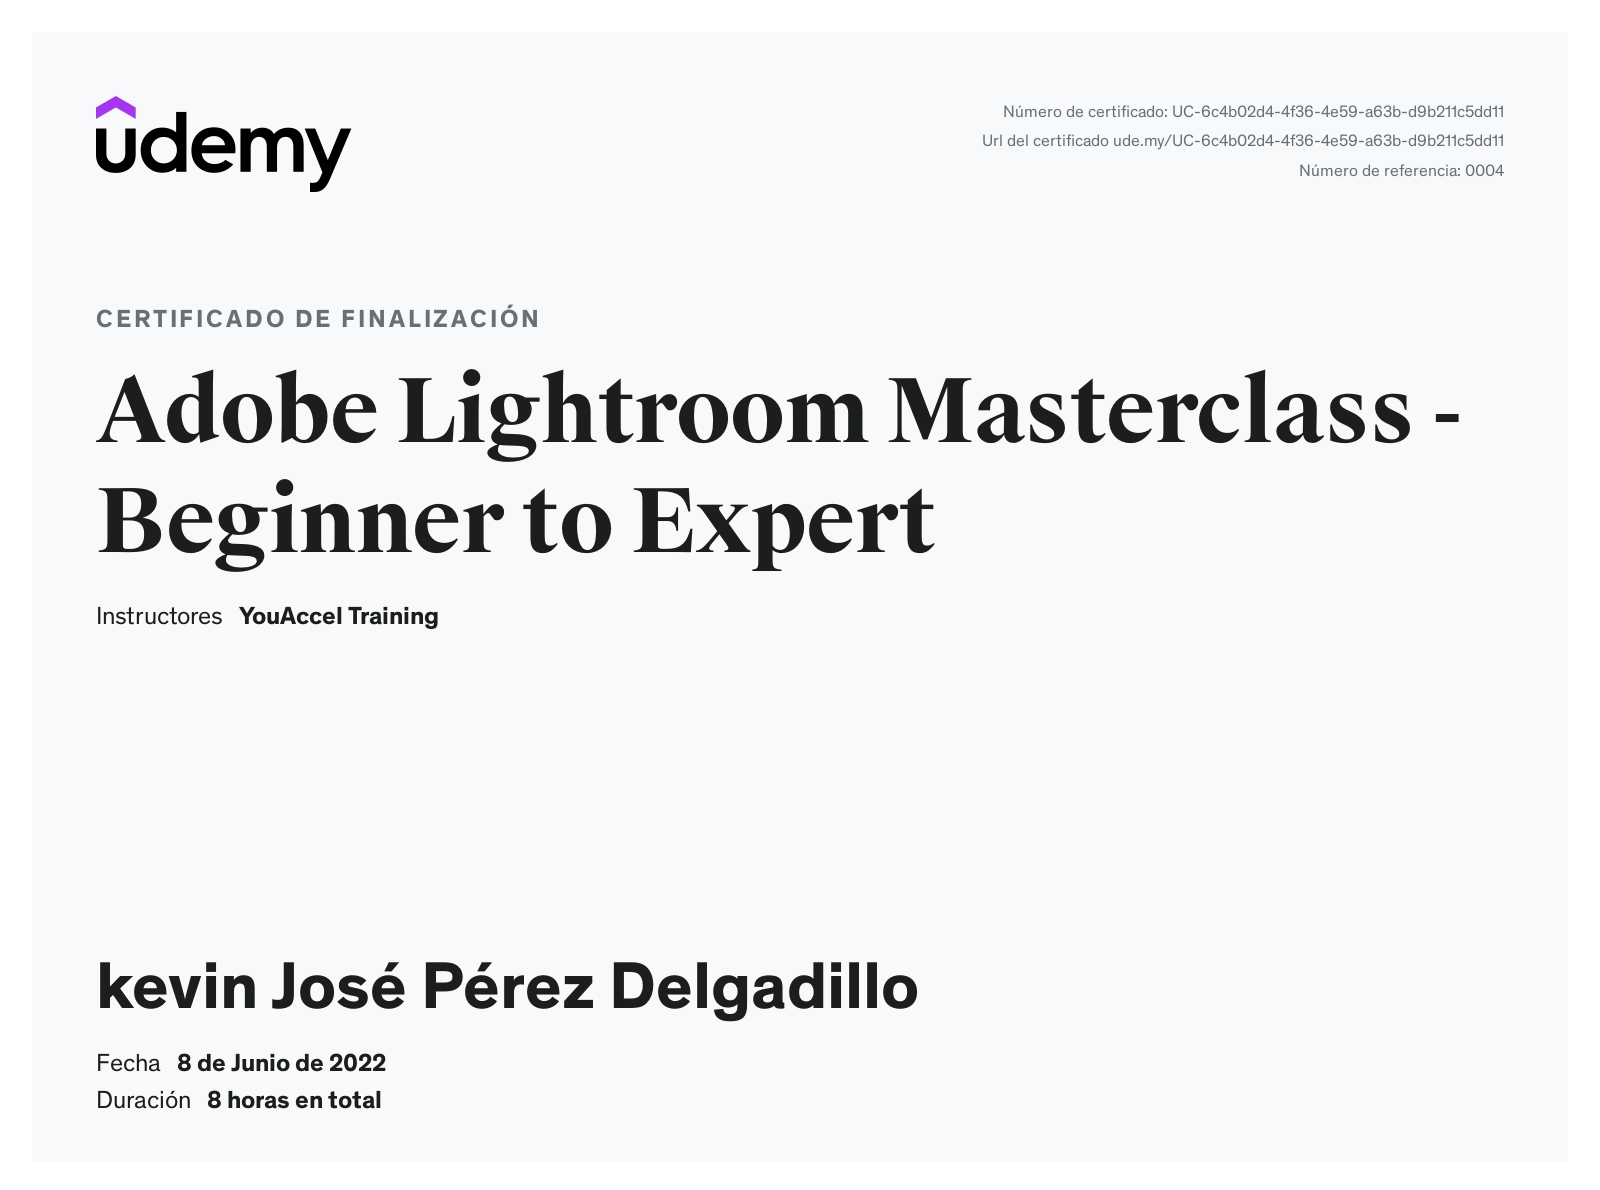 udemy
Número de certificado: UC-6c4b02d4-4f36-4e59-a63b-d9b211c5dd11
Url del certificado ude.my/UC-6c4b02d4-4f36-4e59-a63b-d9b211c5dd11
Número de referencia: 0004
CERTIFICADO DE FINALIZACIÓN
Adobe Lightroom Masterclass -
Beginner to Expert
Instructores YouAccel Training
kevin José Pérez Delgadillo
Fecha 8 de Junio de 2022
Duración 8 horas en total